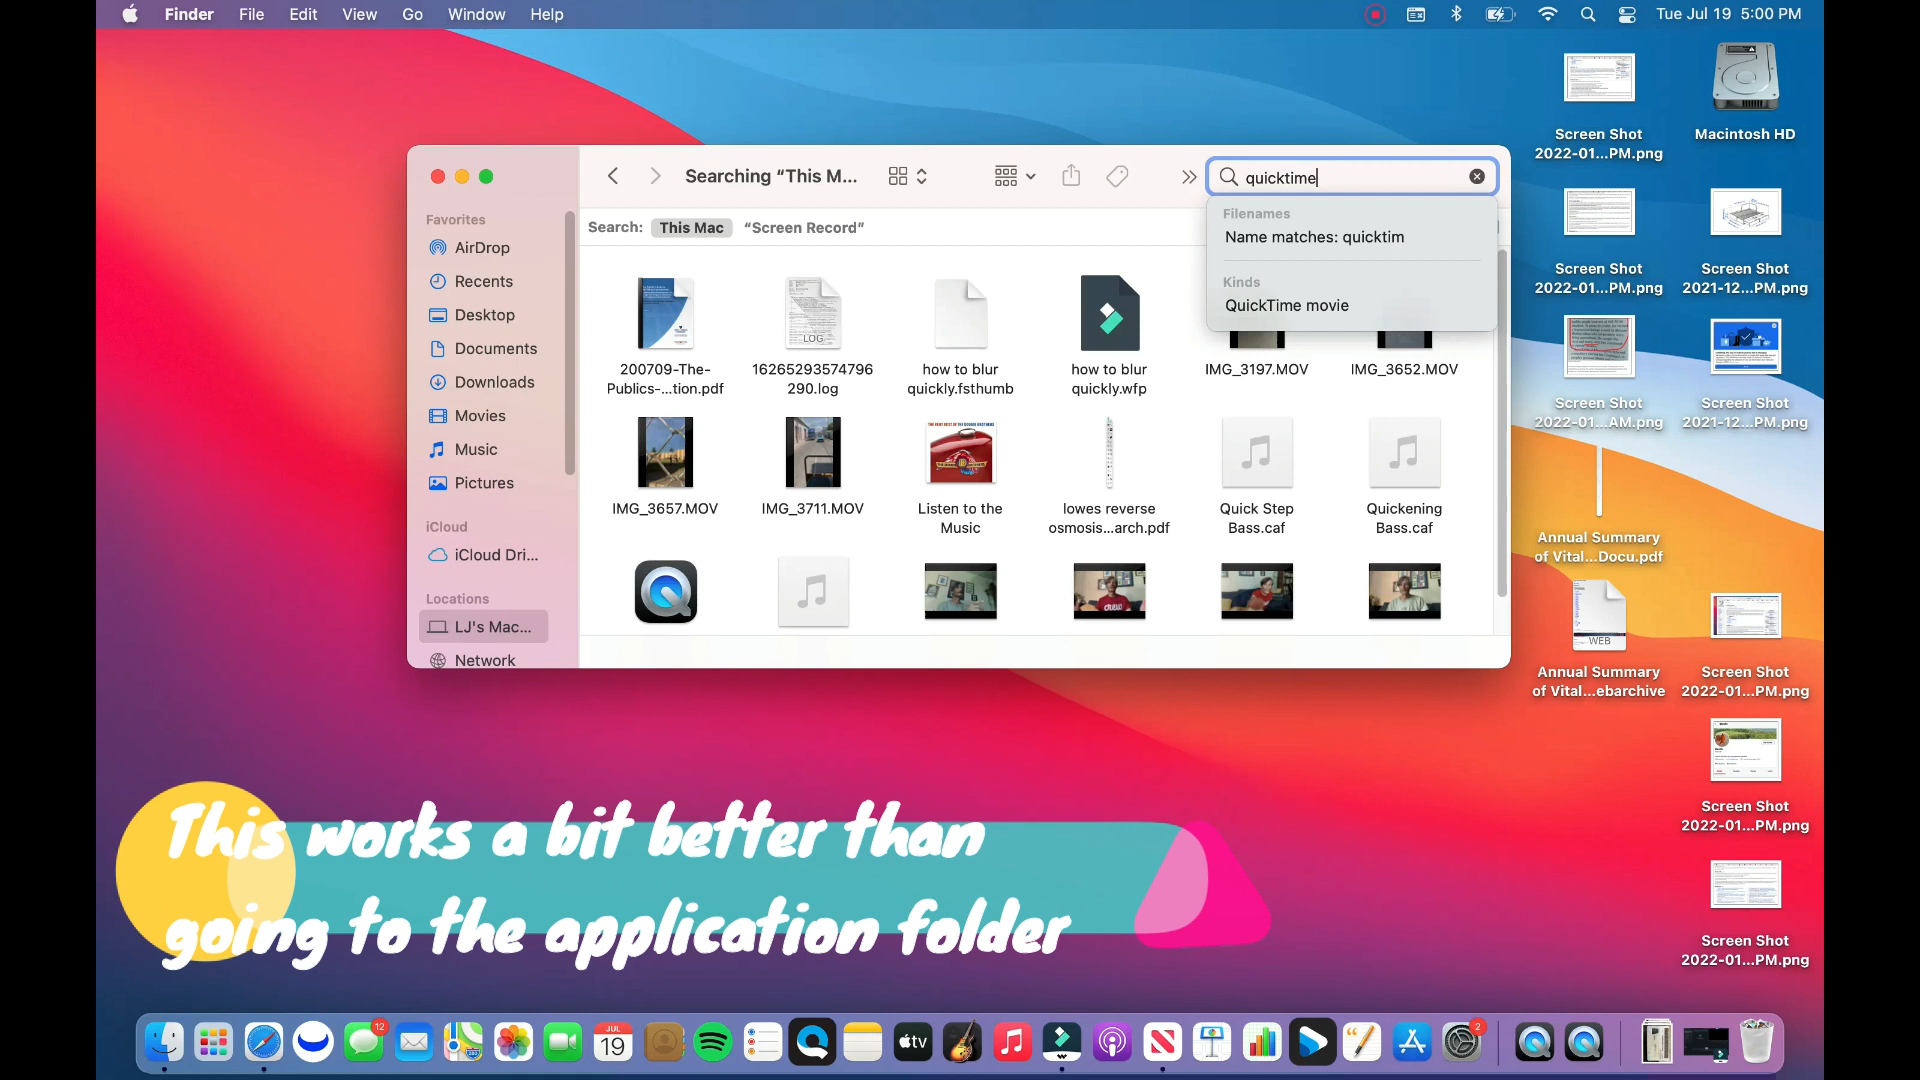 Finder File Edit View Go Window Help
Tue Jul 19 5:00 PM
Searching “This M...
quicktime
Search: This Mac “Screen Record”
Filenames
Name matches: quicktim
Kinds
QuickTime movie
Favorites
AirDrop
Recents
Desktop
Documents
Downloads
Movies
Music
Pictures
iCloud
iCloud Dri...
Locations
LJ's Mac...
Network
200709-The-
Publics-...tion.pdf
LOG
16265293574796
290.log
how to blur
quickly.fsthumb
how to blur
quickly.wfp
IMG_3197.MOV
IMG_3652.MOV
IMG_3657.MOV
IMG_3711.MOV
Listen to the
Music
lowes reverse
osmosis...arch.pdf
Quick Step
Bass.caf
Quickening
Bass.caf
Screen Shot
2022-01...PM.png
Macintosh HD
Screen Shot
2022-01...PM.png
Screen Shot
2021-12...PM.png
Screen Shot
2022-01...AM.png
Screen Shot
2021-12...PM.png
Annual Summary
of Vital...Docu.pdf
WEB
Annual Summary
of Vital...ebarchive
Screen Shot
2022-01...PM.png
Screen Shot
2022-01...PM.png
Screen Shot
2022-01...PM.png
This works a bit better than
going to the application folder
12
JUL
19
tv
2